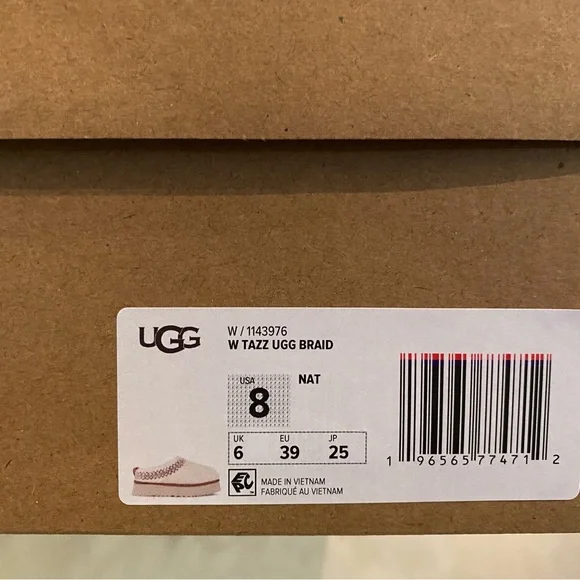 UGG
W / 1143976
W TAZZ UGG BRAID
USA
8
NAT
UK EU JP
6 39 25
1 96565 77471 2
MADE IN VIETNAM
FABRIQUÉ AU VIETNAM